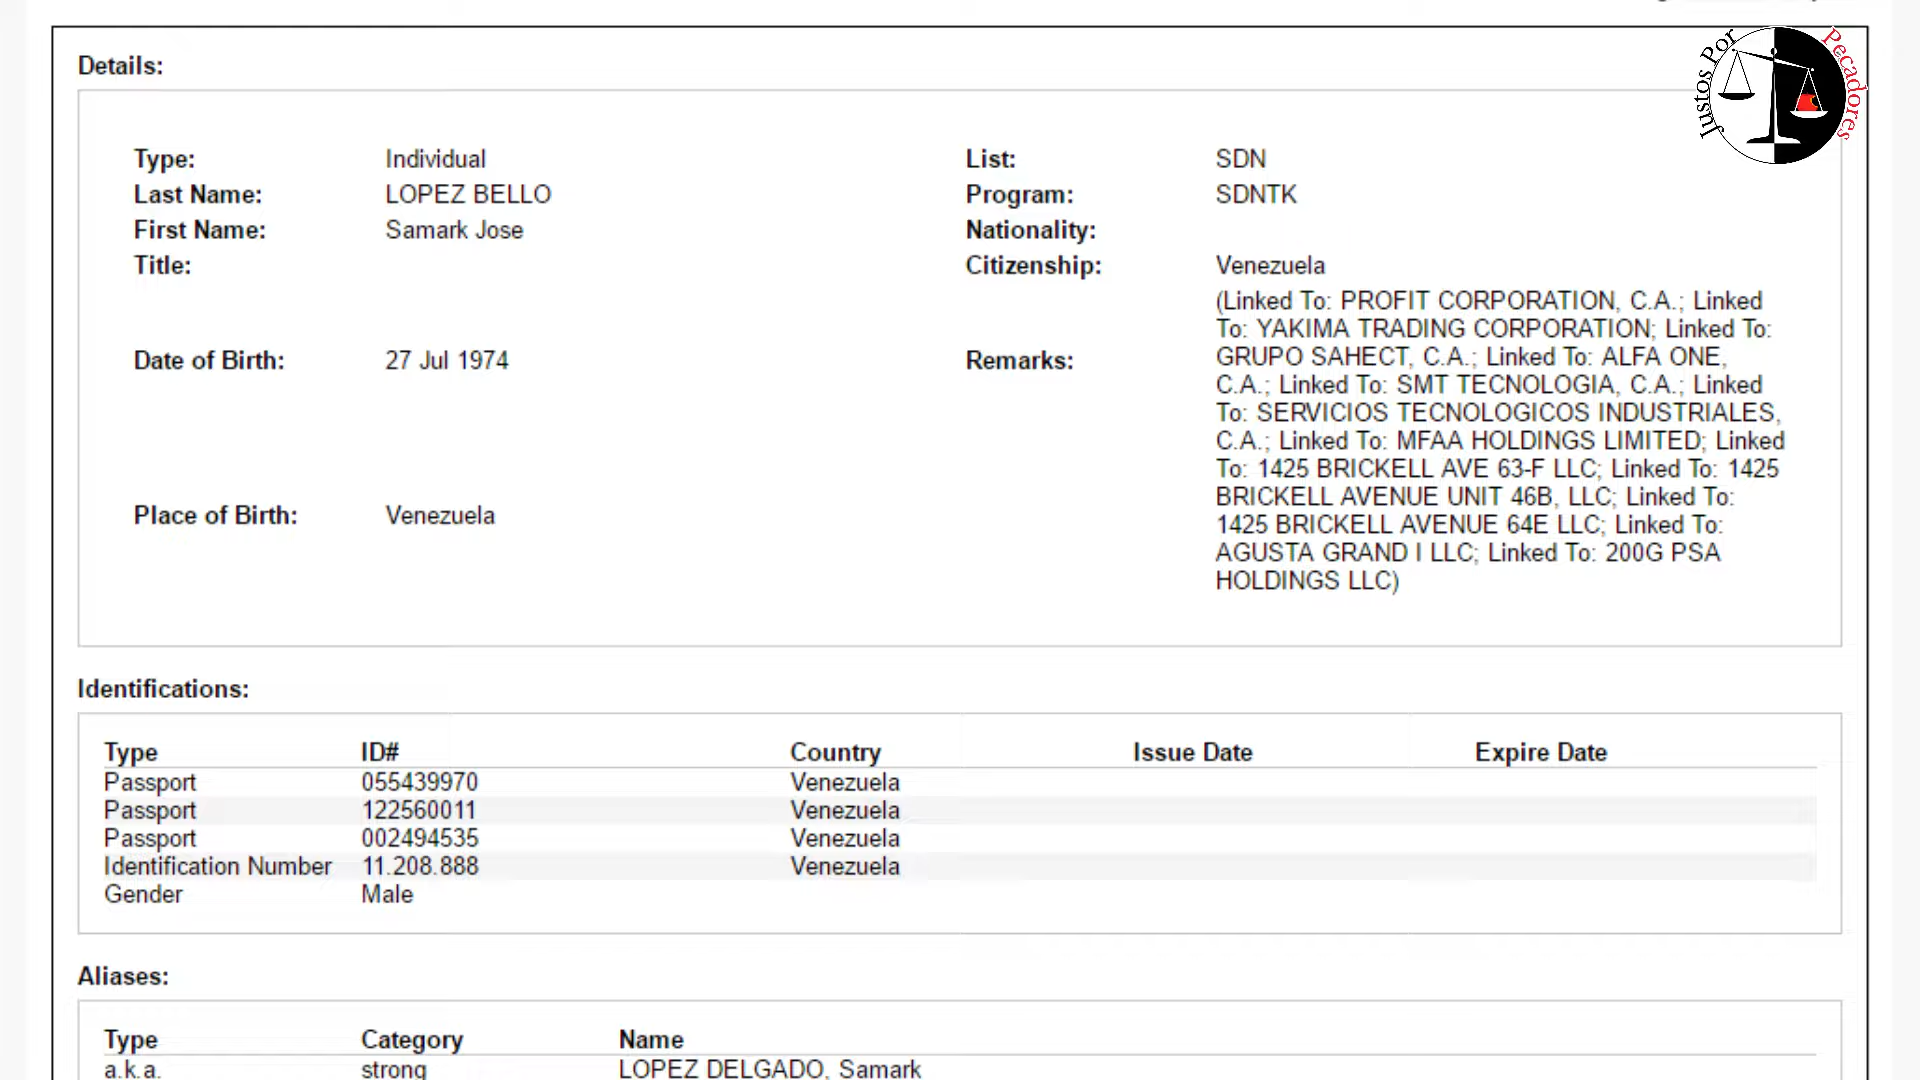 Justos Por Pecadores
Details:
Type: Individual List: SDN
Last Name: LOPEZ BELLO Program: SDNTK
First Name: Samark Jose Nationality:
Title: Citizenship: Venezuela
Date of Birth: 27 Jul 1974 Remarks:
(Linked To: PROFIT CORPORATION, C.A.; Linked
To: YAKIMA TRADING CORPORATION; Linked To:
GRUPO SAHECT, C.A.; Linked To: ALFA ONE,
C.A.; Linked To: SMT TECNOLOGIA, C.A.; Linked
To: SERVICIOS TECNOLOGICOS INDUSTRIALES,
C.A.; Linked To: MFAA HOLDINGS LIMITED; Linked
To: 1425 BRICKELL AVE 63-F LLC; Linked To: 1425
BRICKELL AVENUE UNIT 46B, LLC; Linked To:
1425 BRICKELL AVENUE 64E LLC; Linked To:
AGUSTA GRAND I LLC; Linked To: 200G PSA
HOLDINGS LLC)
Place of Birth: Venezuela
Identifications:
Type ID# Country Issue Date Expire Date
Passport 055439970 Venezuela
Passport 122560011 Venezuela
Passport 002494535 Venezuela
Identification Number 11.208.888 Venezuela
Gender Male
Aliases:
Type Category Name
a.k.a. strong LOPEZ DELGADO, Samark